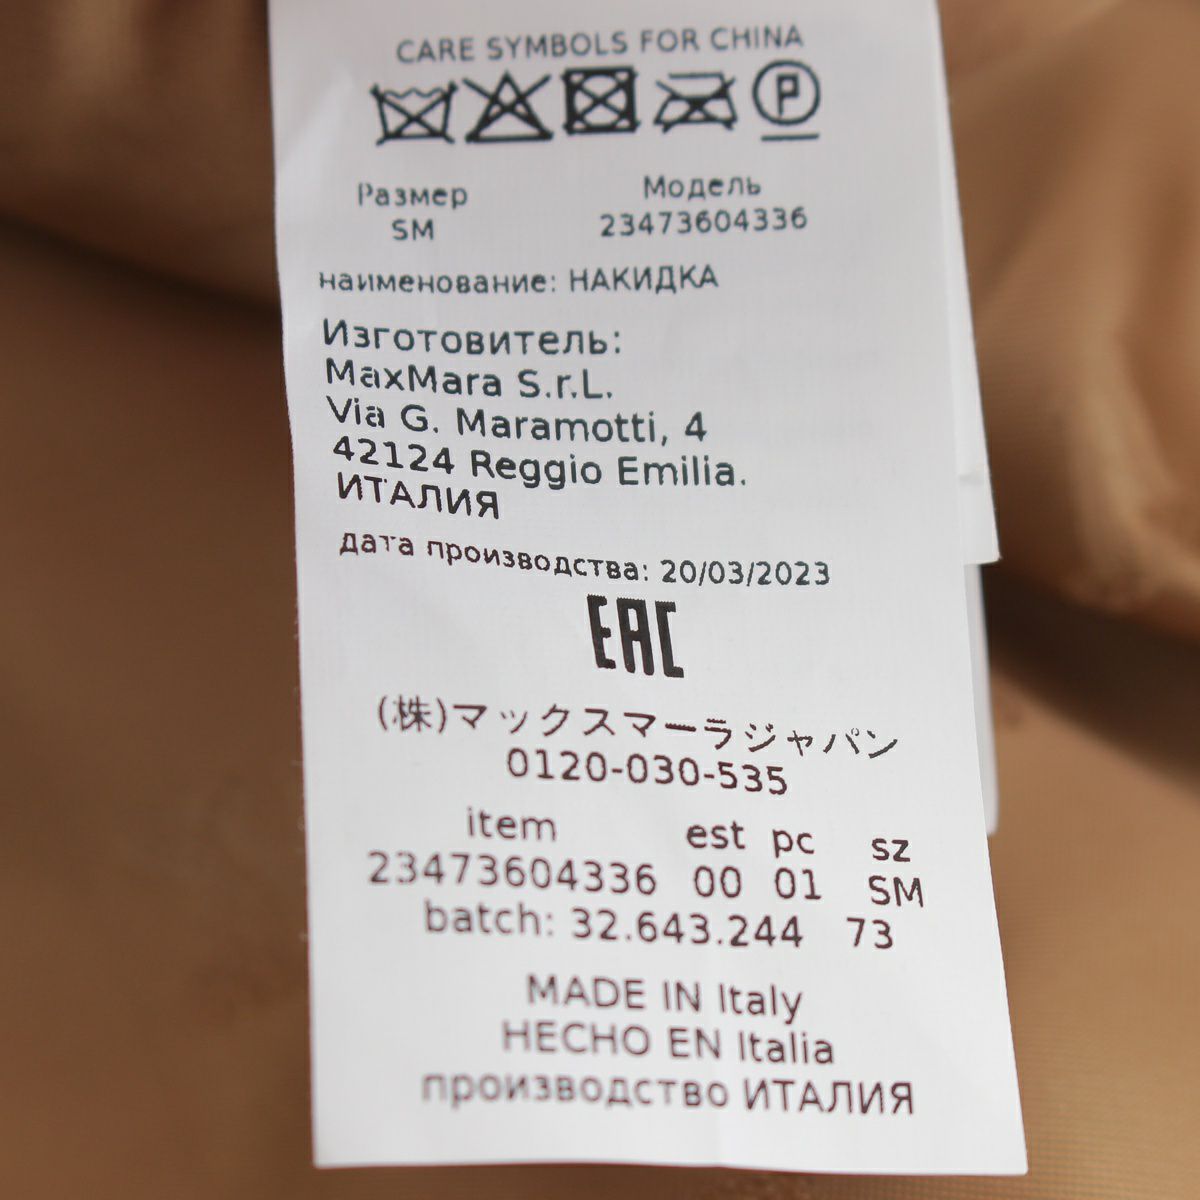 CARE SYMBOLS FOR CHINA
P
Размер Модель
SM 23473604336
наименование: НАКИДКА
Изготовитель:
MaxMara S.r.L.
Via G. Maramotti, 4
42124 Reggio Emilia.
ИТАЛИЯ
дата производства: 20/03/2023
EAC
(株)マックスマーラジャパン
0120-030-535
item est pc sz
23473604336 00 01 SM
batch: 32.643.244 73
MADE IN Italy
HECHO EN Italia
производство ИТАЛИЯ